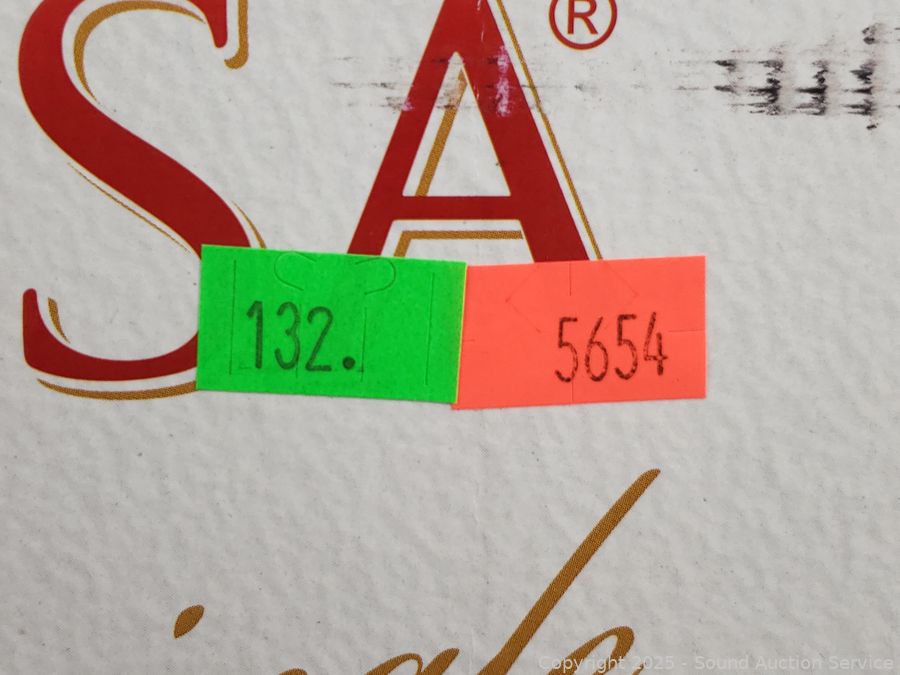 SA®
132.
5654
Copyright 2025 - Sound Auction Service